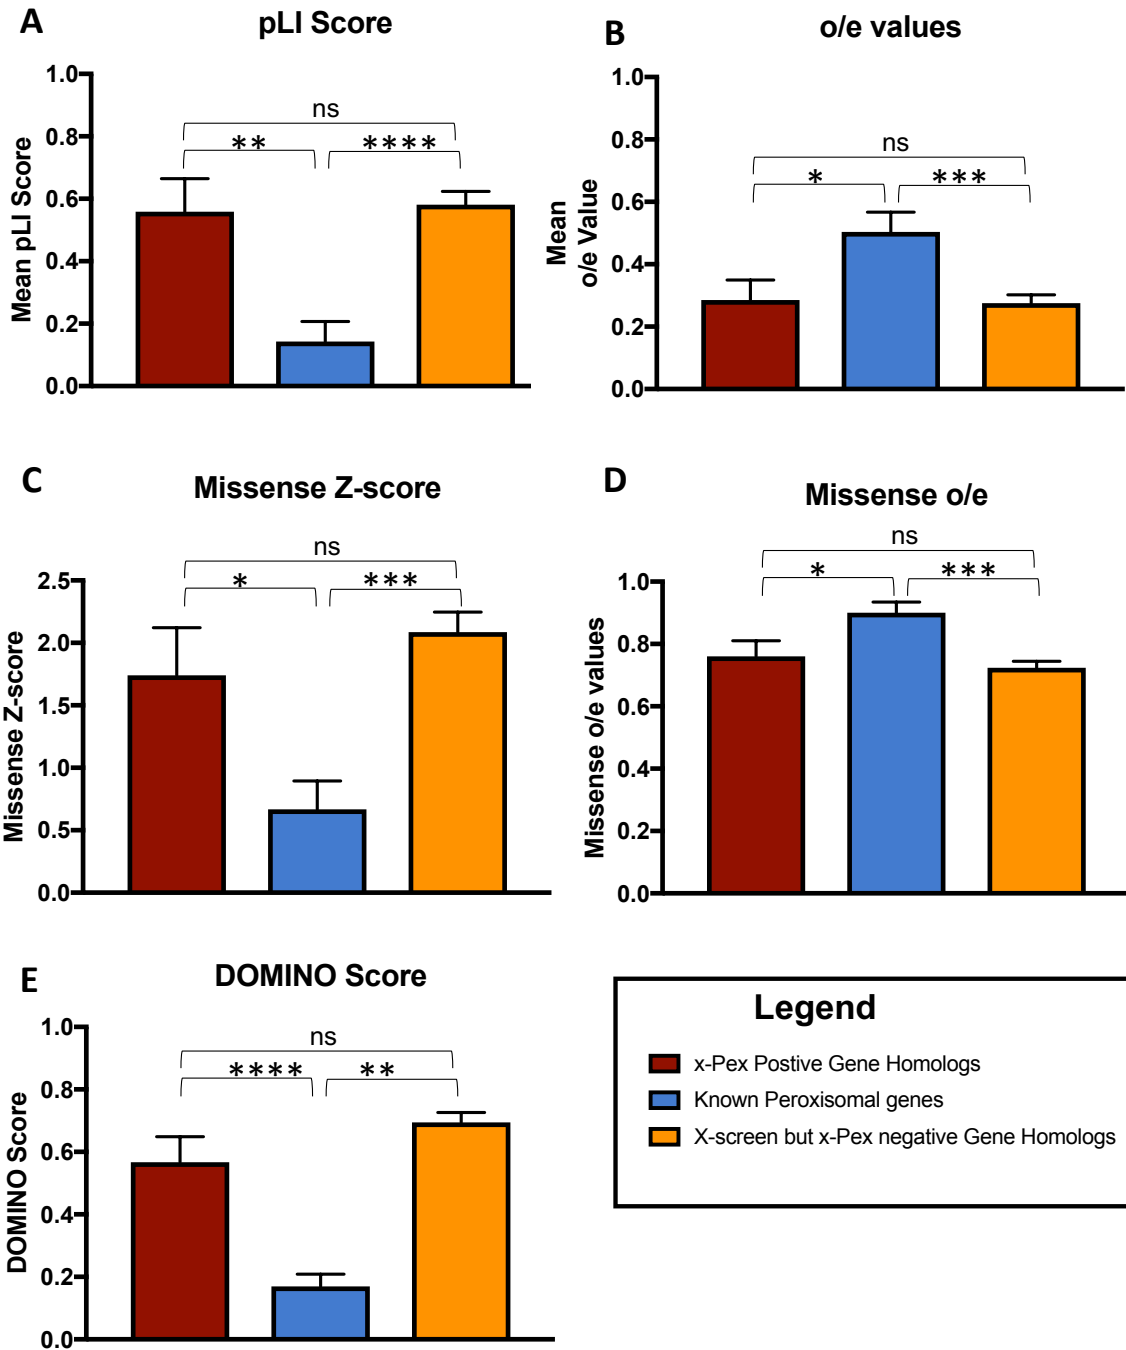 A
pLI Score
Mean pLI Score
1.0
0.8
0.6
0.4
0.2
0.0
ns
**
****
B
o/e values
Mean
o/e Value
1.0
0.8
0.6
0.4
0.2
0.0
ns
*
***
C
Missense Z-score
Missense Z-score
2.5
2.0
1.5
1.0
0.5
0.0
ns
*
***
D
Missense o/e
Missense o/e values
1.0
0.8
0.6
0.4
0.2
0.0
ns
*
***
E
DOMINO Score
DOMINO Score
1.0
0.8
0.6
0.4
0.2
0.0
ns
****
**
Legend
x-Pex Postive Gene Homologs
Known Peroxisomal genes
X-screen but x-Pex negative Gene Homologs